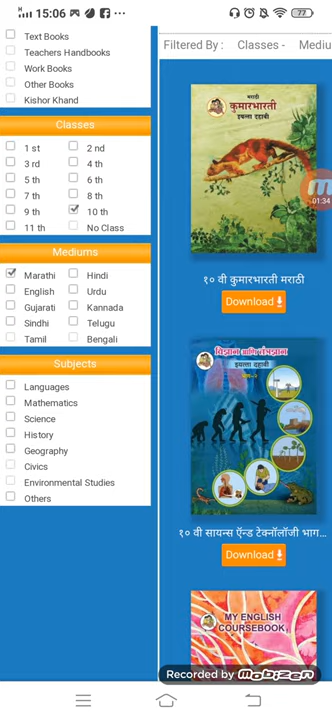 15:06
77
Text Books
Teachers Handbooks
Work Books
Other Books
Kishor Khand
Classes
1 st
2 nd
3 rd
4 th
5 th
6 th
7 th
8 th
9 th
10 th
11 th
No Class
Mediums
Marathi
Hindi
English
Urdu
Gujarati
Kannada
Sindhi
Telugu
Tamil
Bengali
Subjects
Languages
Mathematics
Science
History
Geography
Civics
Environmental Studies
Others
Filtered By :
Classes -
Mediu
मराठी
कुमारभारती
इयत्ता दहावी
01:34
१० वी कुमारभारती मराठी
Download
विज्ञान आणि तंत्रज्ञान
इयत्ता दहावी
भाग-२
१० वी सायन्स ऍन्ड टेक्नॉलॉजी भाग...
Download
MY ENGLISH
COURSEBOOK
Recorded by mobizen